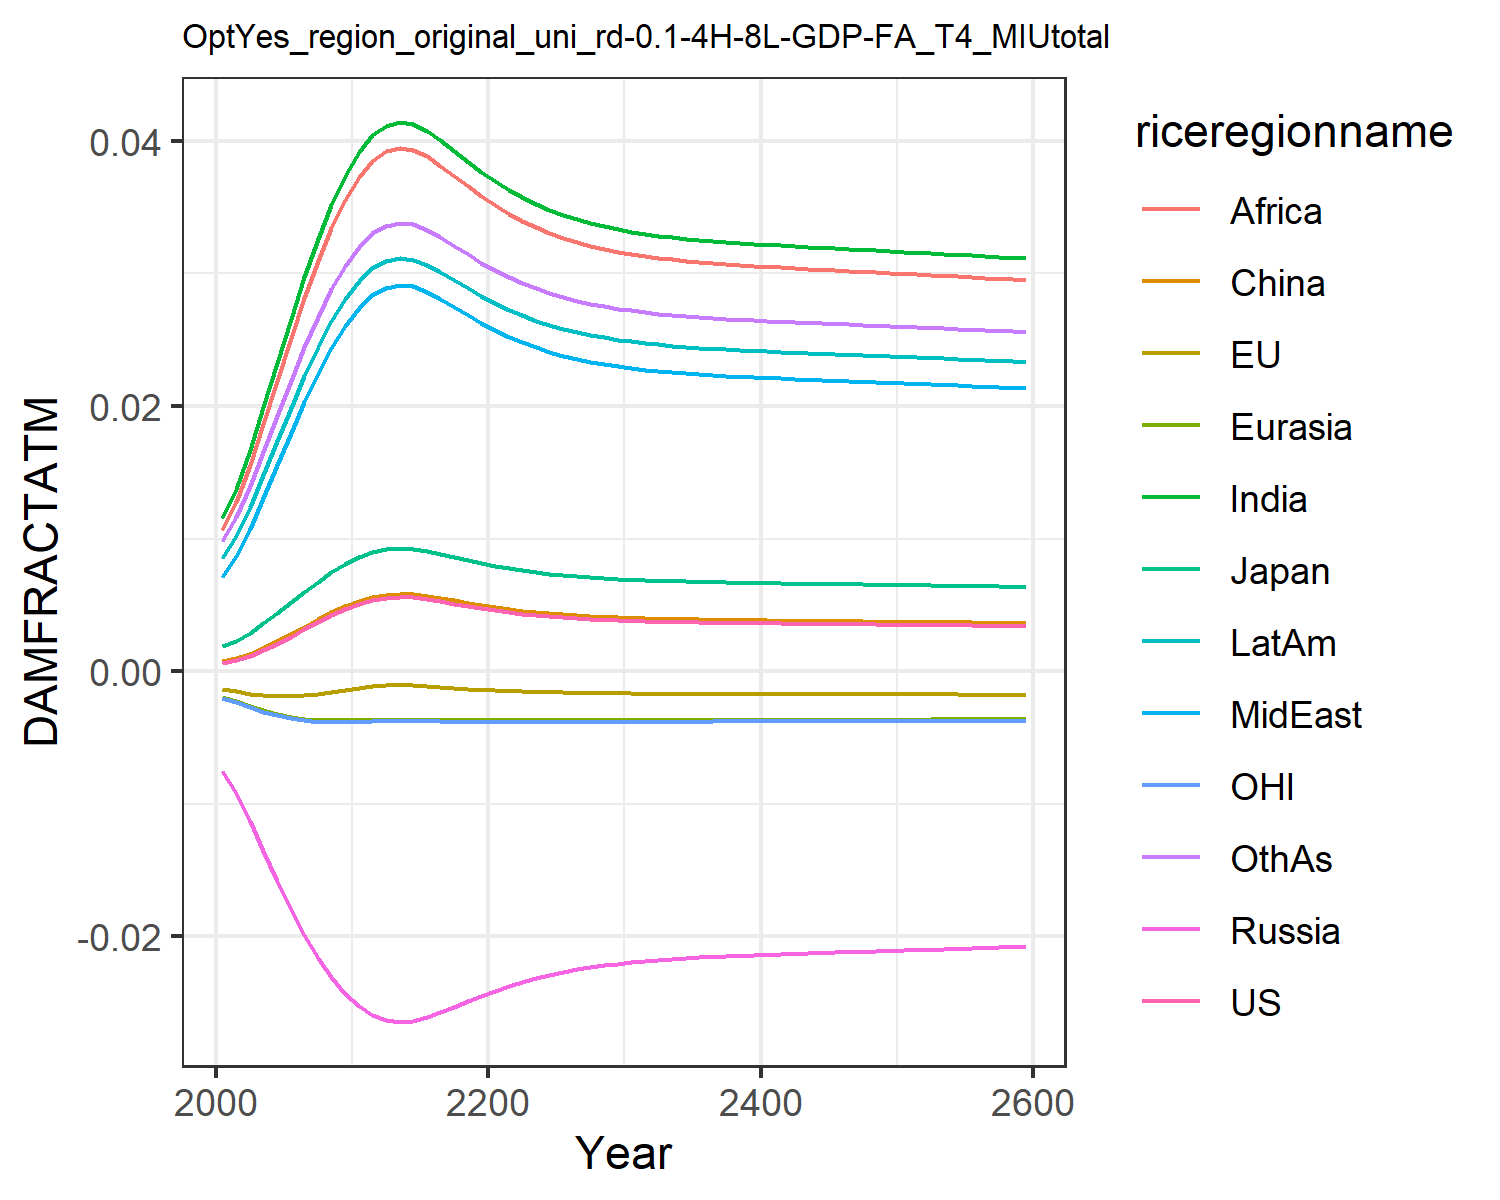 OptYes_region_original_uni_rd-0.1-4H-8L-GDP-FA_T4_MIUtotal
DAMFRACTATM
0.04
0.02
0.00
-0.02
2000 2200 2400 2600
Year
riceregionname
Africa
China
EU
Eurasia
India
Japan
LatAm
MidEast
OHI
OthAs
Russia
US